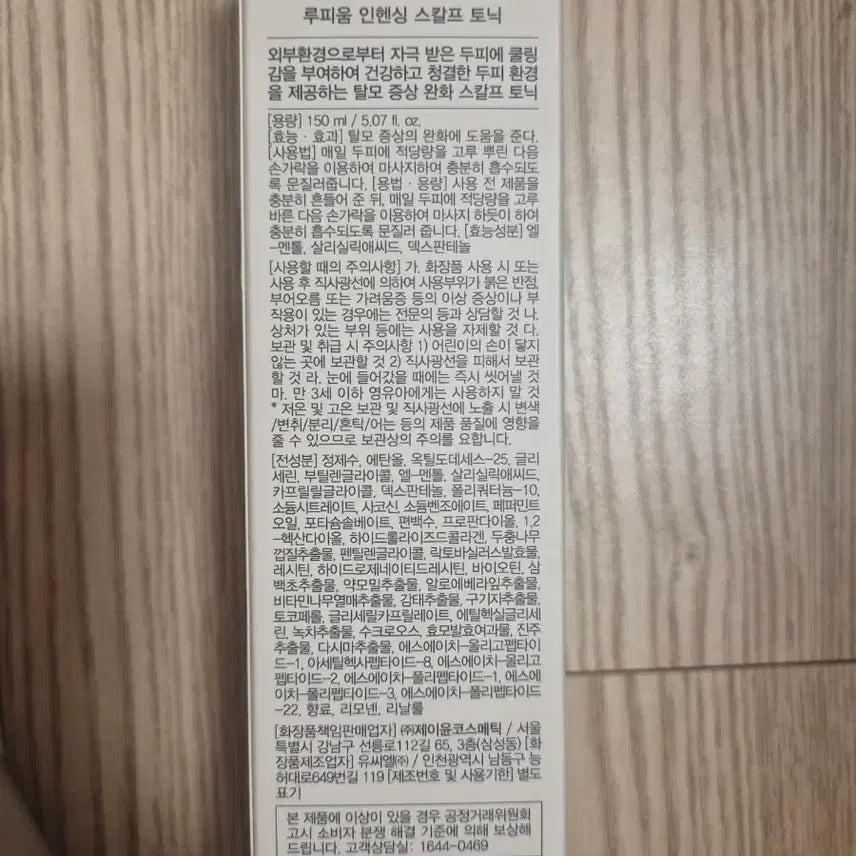 루피움 인헨싱 스칼프 토닉
외부환경으로부터 자극 받은 두피에 쿨링
감을 부여하여 건강하고 청결한 두피 환경
을 제공하는 탈모 증상 완화 스칼프 토닉
[용량] 150 ml / 5.07 fl. oz.
[효능 · 효과] 탈모 증상의 완화에 도움을 준다.
[사용법] 매일 두피에 적당량을 고루 뿌린 다음
손가락을 이용하여 마사지하여 충분히 흡수되도
록 문질러줍니다. [용법 · 용량] 사용 전 제품을
충분히 흔들어 준 뒤, 매일 두피에 적당량을 고루
바른 다음 손가락을 이용하여 마사지 하듯이 하여
충분히 흡수되도록 문질러 줍니다. [효능성분] 엘
-멘톨, 살리실릭애씨드, 덱스판테놀
[사용할 때의 주의사항] 가. 화장품 사용 시 또는
사용 후 직사광선에 의하여 사용부위가 붉은 반점,
부어오름 또는 가려움증 등의 이상 증상이나 부
작용이 있는 경우에는 전문의 등과 상담할 것 나.
상처가 있는 부위 등에는 사용을 자제할 것 다.
보관 및 취급 시 주의사항 1) 어린이의 손이 닿지
않는 곳에 보관할 것 2) 직사광선을 피해서 보관
할 것 라. 눈에 들어갔을 때에는 즉시 씻어낼 것
마. 만 3세 이하 영유아에게는 사용하지 말 것
* 저온 및 고온 보관 및 직사광선에 노출 시 변색
/변취/분리/혼탁/어는 등의 제품 품질에 영향을
줄 수 있으므로 보관상의 주의를 요합니다.
[전성분] 정제수, 에탄올, 옥틸도데세스-25, 글리
세린, 부틸렌글라이콜, 엘-멘톨, 살리실릭애씨드,
카프릴릴글라이콜, 덱스판테놀, 폴리쿼터늄-10,
소듐시트레이트, 사코신, 소듐벤조에이트, 페퍼민트
오일, 포타슘솔베이트, 편백수, 프로판다이올, 1,2
-헥산다이올, 하이드롤라이즈드콜라겐, 두충나무
껍질추출물, 펜틸렌글라이콜, 락토바실러스발효물,
레시틴, 하이드로제네이티드레시틴, 바이오틴, 삼
백초추출물, 약모밀추출물, 알로에베라잎추출물,
비타민나무열매추출물, 감태추출물, 구기자추출물,
토코페롤, 글리세릴카프릴레이트, 에틸헥실글리세
린, 녹차추출물, 수크로오스, 효모발효여과물, 진주
추출물, 다시마추출물, 에스에이치-올리고펩타이
드-1, 아세틸헥사펩타이드-8, 에스에이치-올리고
펩타이드-2, 에스에이치-폴리펩타이드-1, 에스에
이치-폴리펩타이드-3, 에스에이치-폴리펩타이드
-22, 향료, 리모넨, 리날룰
[화장품책임판매업자] ㈜제이윤코스메틱 / 서울
특별시 강남구 선릉로112길 65, 3층(삼성동) [화
장품제조업자] 유씨엘㈜ / 인천광역시 남동구 능
허대로649번길 119 [제조번호 및 사용기한] 별도
표기
본 제품에 이상이 있을 경우 공정거래위원회
고시 소비자 분쟁 해결 기준에 의해 보상해
드립니다. 고객상담실: 1644-0469